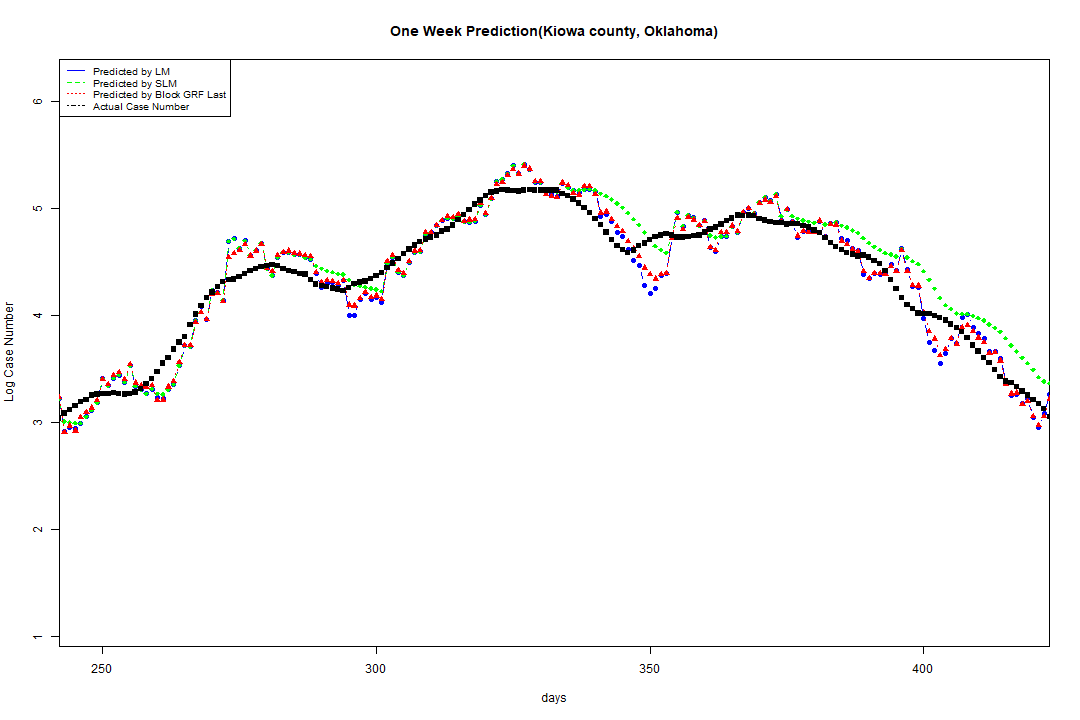 One Week Prediction(Kiowa county, Oklahoma)
Predicted by LM
Predicted by SLM
Predicted by Block GRF Last
Actual Case Number
6
5
4
3
2
1
Log Case Number
250 300 350 400
days